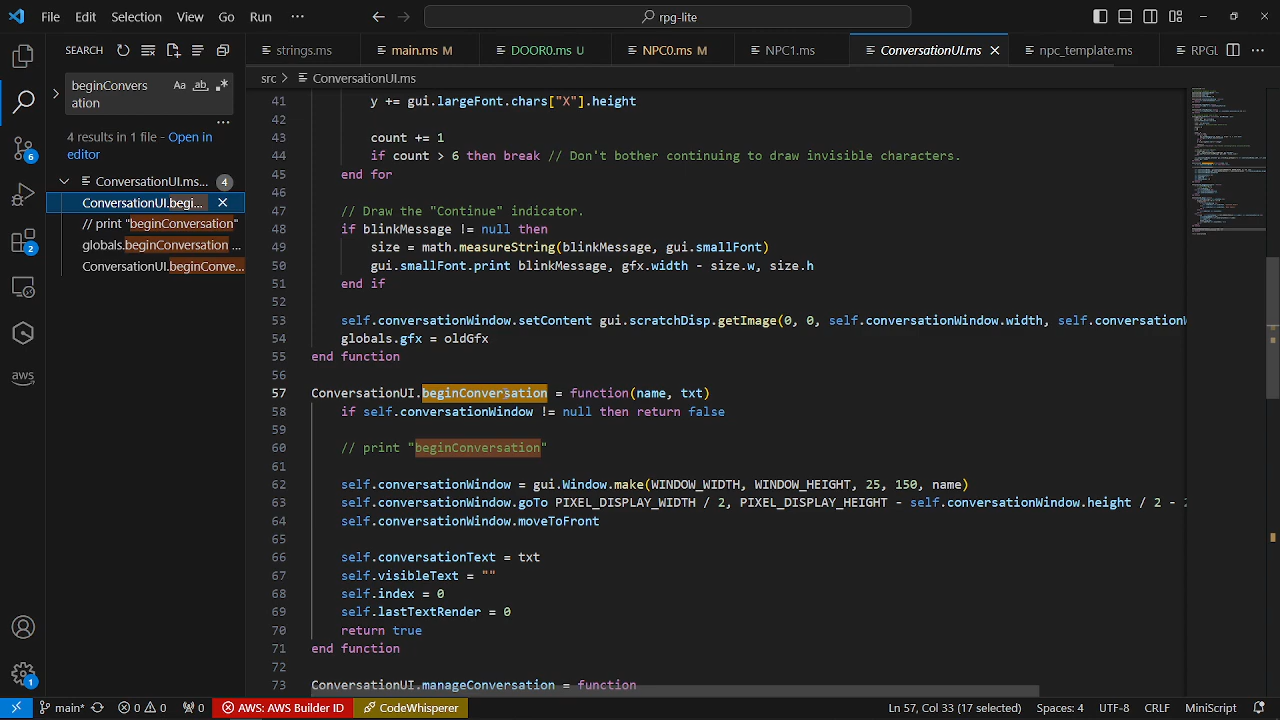 File Edit Selection View Go Run ··· rpg-lite
SEARCH
strings.ms main.ms M DOOR0.ms U NPC0.ms M NPC1.ms ConversationUI.ms npc_template.ms RPGL
src > ConversationUI.ms
beginConvers
ation
Aa ab
4 results in 1 file - Open in
editor
ConversationUI.ms... 4
ConversationUI.begi...
// print "beginConversation"
globals.beginConversation ...
ConversationUI.beginConve...
41 y += gui.largeFont.chars["X"].height
42
43 count += 1
44 if count > 6 then break // Don't bother continuing to draw invisible characters
45 end for
46
47 // Draw the "Continue" indicator.
48 if blinkMessage != null then
49 size = math.measureString(blinkMessage, gui.smallFont)
50 gui.smallFont.print blinkMessage, gfx.width - size.w, size.h
51 end if
52
53 self.conversationWindow.setContent gui.scratchDisp.getImage(0, 0, self.conversationWindow.width, self.conversationW
54 globals.gfx = oldGfx
55 end function
56
57 ConversationUI.beginConversation = function(name, txt)
58 if self.conversationWindow != null then return false
59
60 // print "beginConversation"
61
62 self.conversationWindow = gui.Window.make(WINDOW_WIDTH, WINDOW_HEIGHT, 25, 150, name)
63 self.conversationWindow.goTo PIXEL_DISPLAY_WIDTH / 2, PIXEL_DISPLAY_HEIGHT - self.conversationWindow.height / 2 - 2
64 self.conversationWindow.moveToFront
65
66 self.conversationText = txt
67 self.visibleText = ""
68 self.index = 0
69 self.lastTextRender = 0
70 return true
71 end function
72
73 ConversationUI.manageConversation = function
6
2
aws
1
main* 0 0 0 AWS: AWS Builder ID CodeWhisperer Ln 57, Col 33 (17 selected) Spaces: 4 UTF-8 CRLF MiniScript